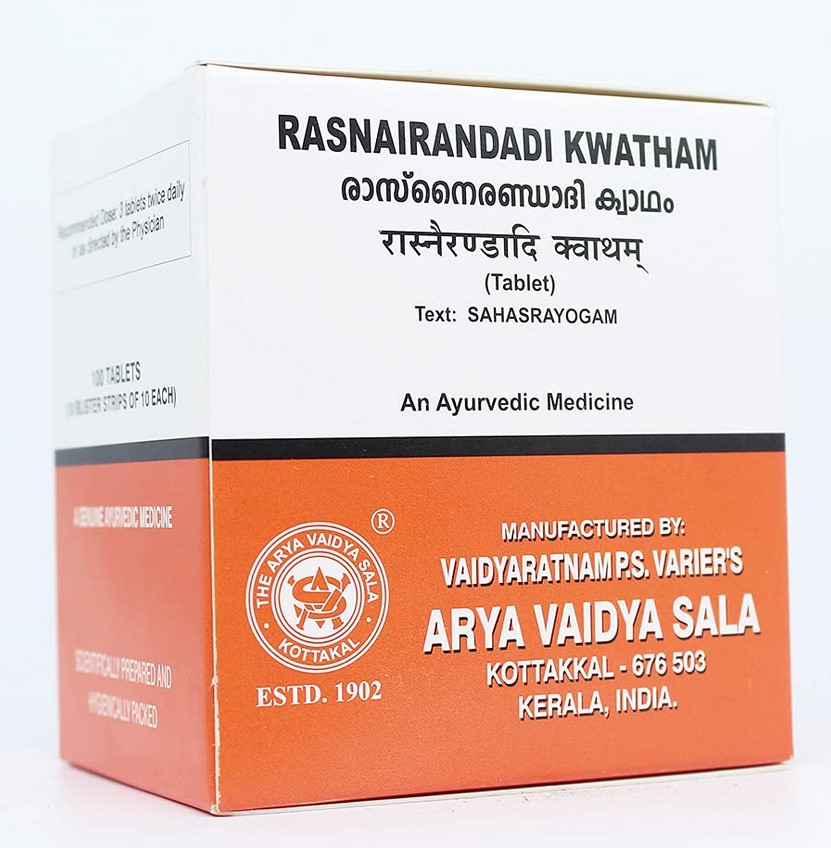 RASNAIRANDADI KWATHAM
രാസ്നൈരണ്ഡാദി ക്വാഥം
रास्नैरण्डादि क्वाथम्
(Tablet)
Text: SAHASRAYOGAM
An Ayurvedic Medicine
THE ARYA VAIDYA SALA
KOTTAKAL
®
ESTD. 1902
MANUFACTURED BY:
VAIDYARATNAM P.S. VARIER'S
ARYA VAIDYA SALA
KOTTAKKAL - 676 503
KERALA, INDIA.
Recommended Dose: 3 tablets twice daily
or as directed by the Physician
100 TABLETS
(10 BLISTER STRIPS OF 10 EACH)
A GENUINE AYURVEDIC MEDICINE
SCIENTIFICALLY PREPARED AND
HYGIENICALLY PACKED